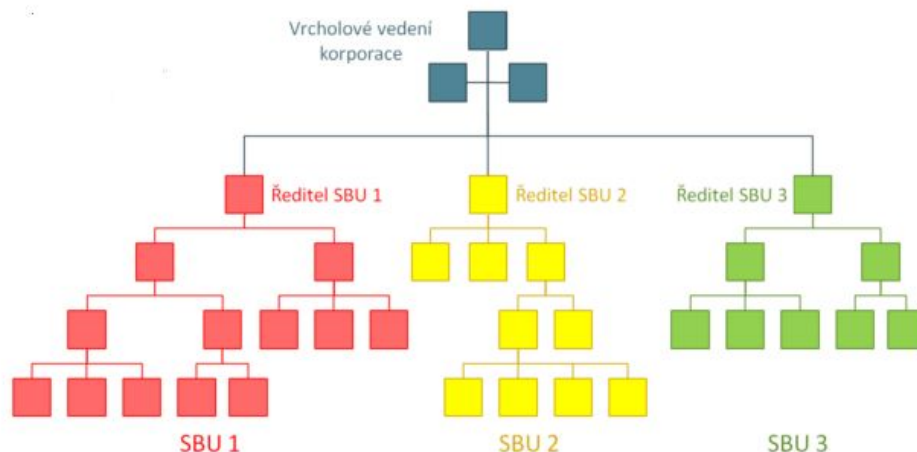 Vrcholové vedení
korporace
Ředitel SBU 1
Ředitel SBU 2
Ředitel SBU 3
SBU 1
SBU 2
SBU 3